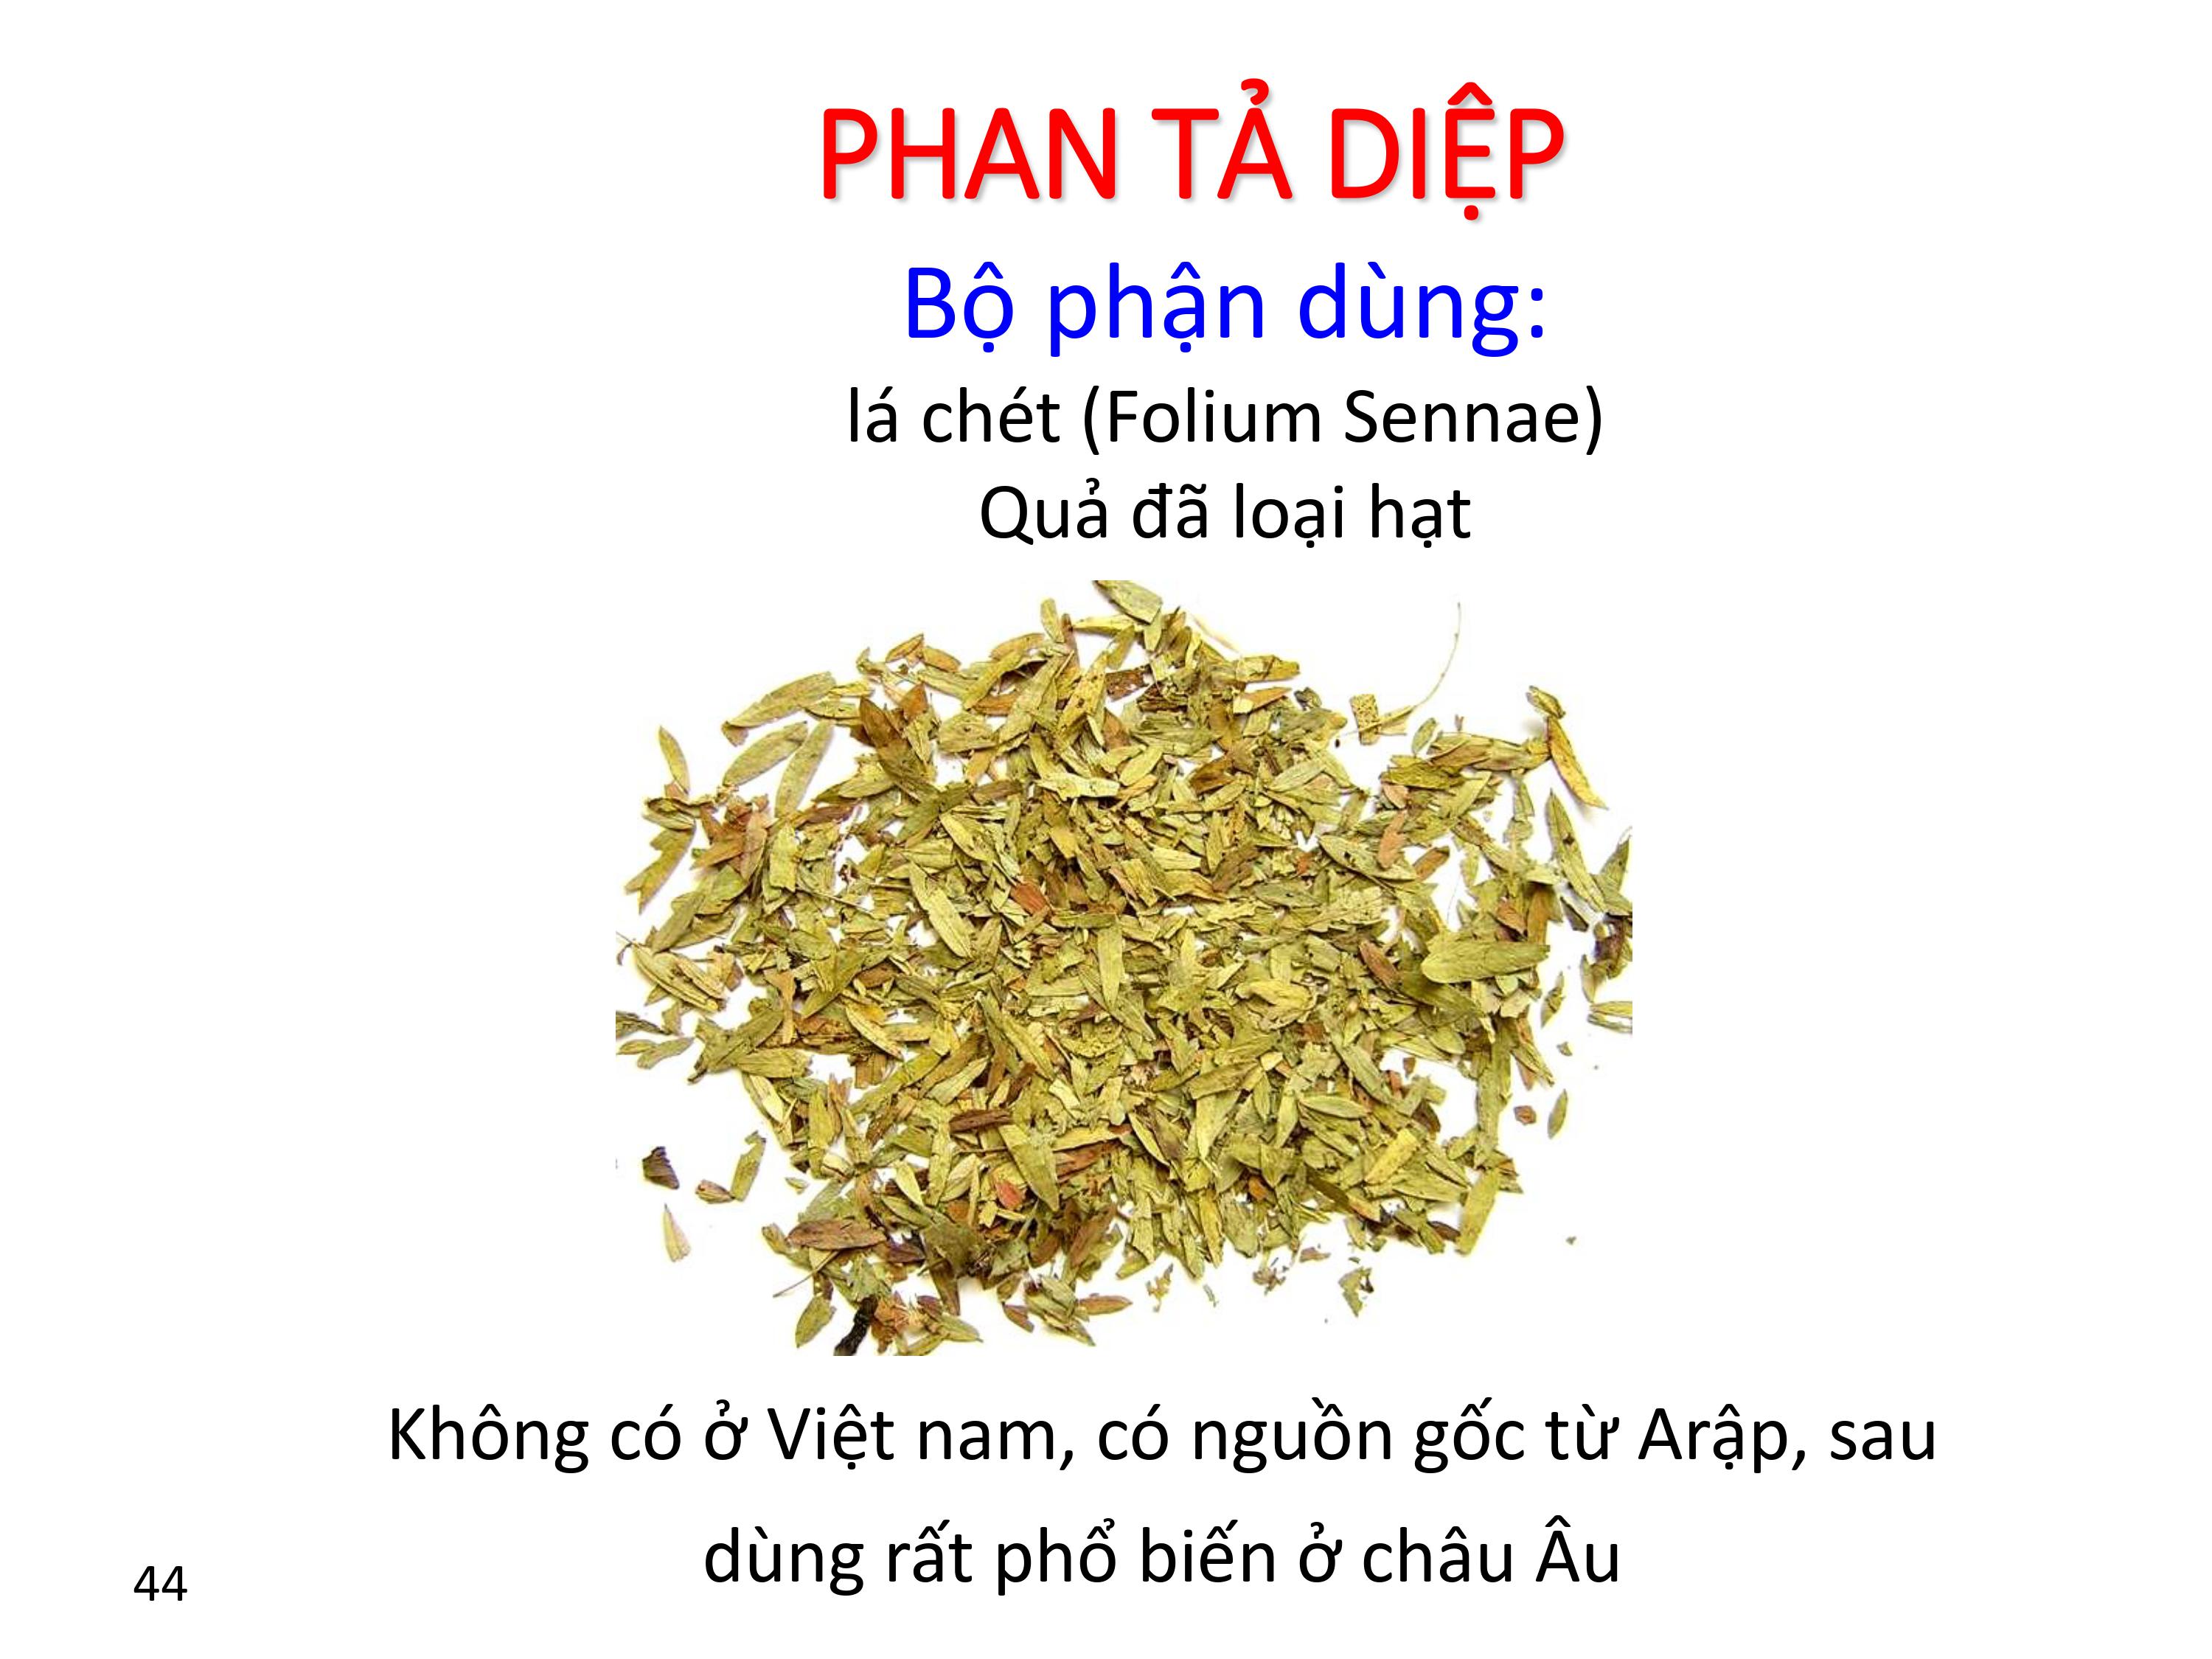 PHAN TẢ DIỆP
Bộ phận dùng:
lá chét (Folium Sennae)
Quả đã loại hạt
Không có ở Việt nam, có nguồn gốc từ Arập, sau
dùng rất phổ biến ở châu Âu
44